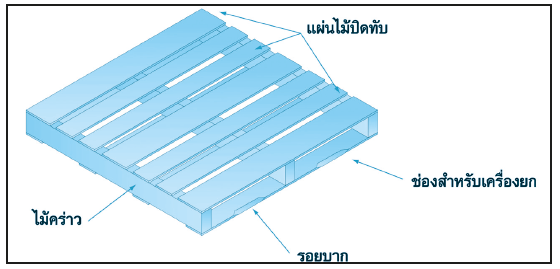 แผ่นไม้ปิดทับ
ช่องสำหรับเครื่องยก
ไม้คร่าว
รอยบาก